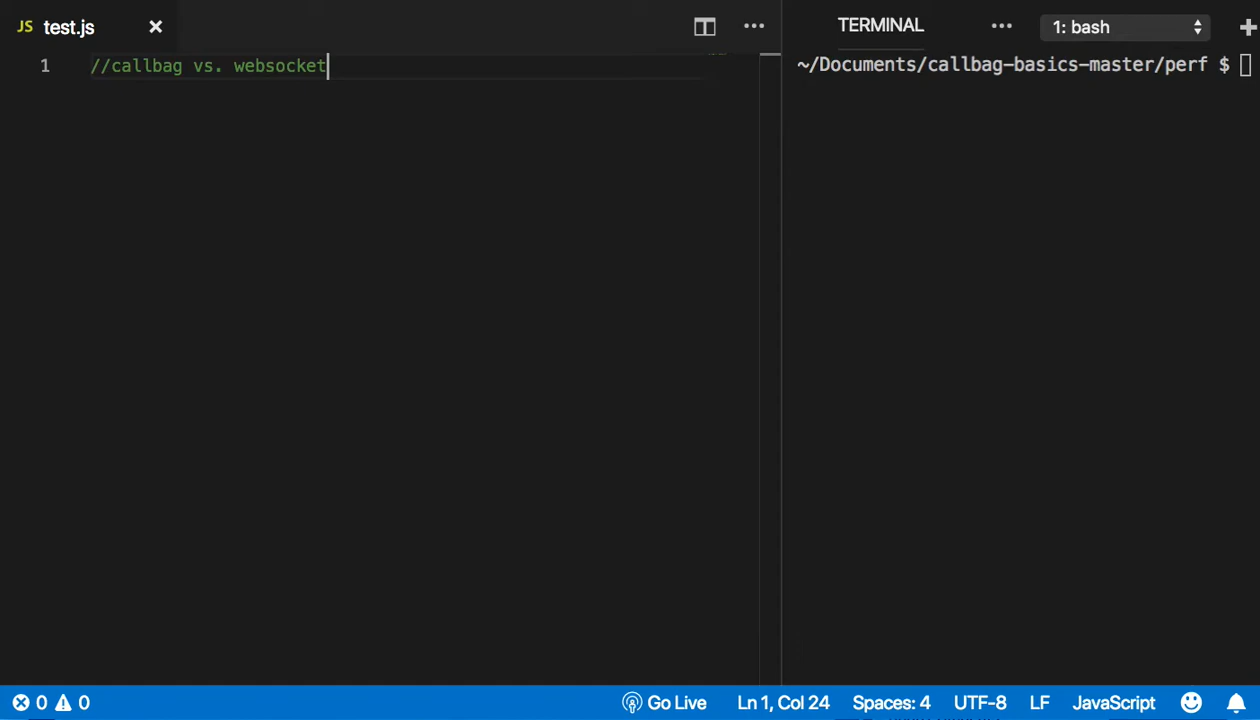 JS test.js
TERMINAL
1: bash
1 //callbag vs. websocket
~/Documents/callbag-basics-master/perf $
0 0
Go Live
Ln 1, Col 24
Spaces: 4
UTF-8
LF
JavaScript